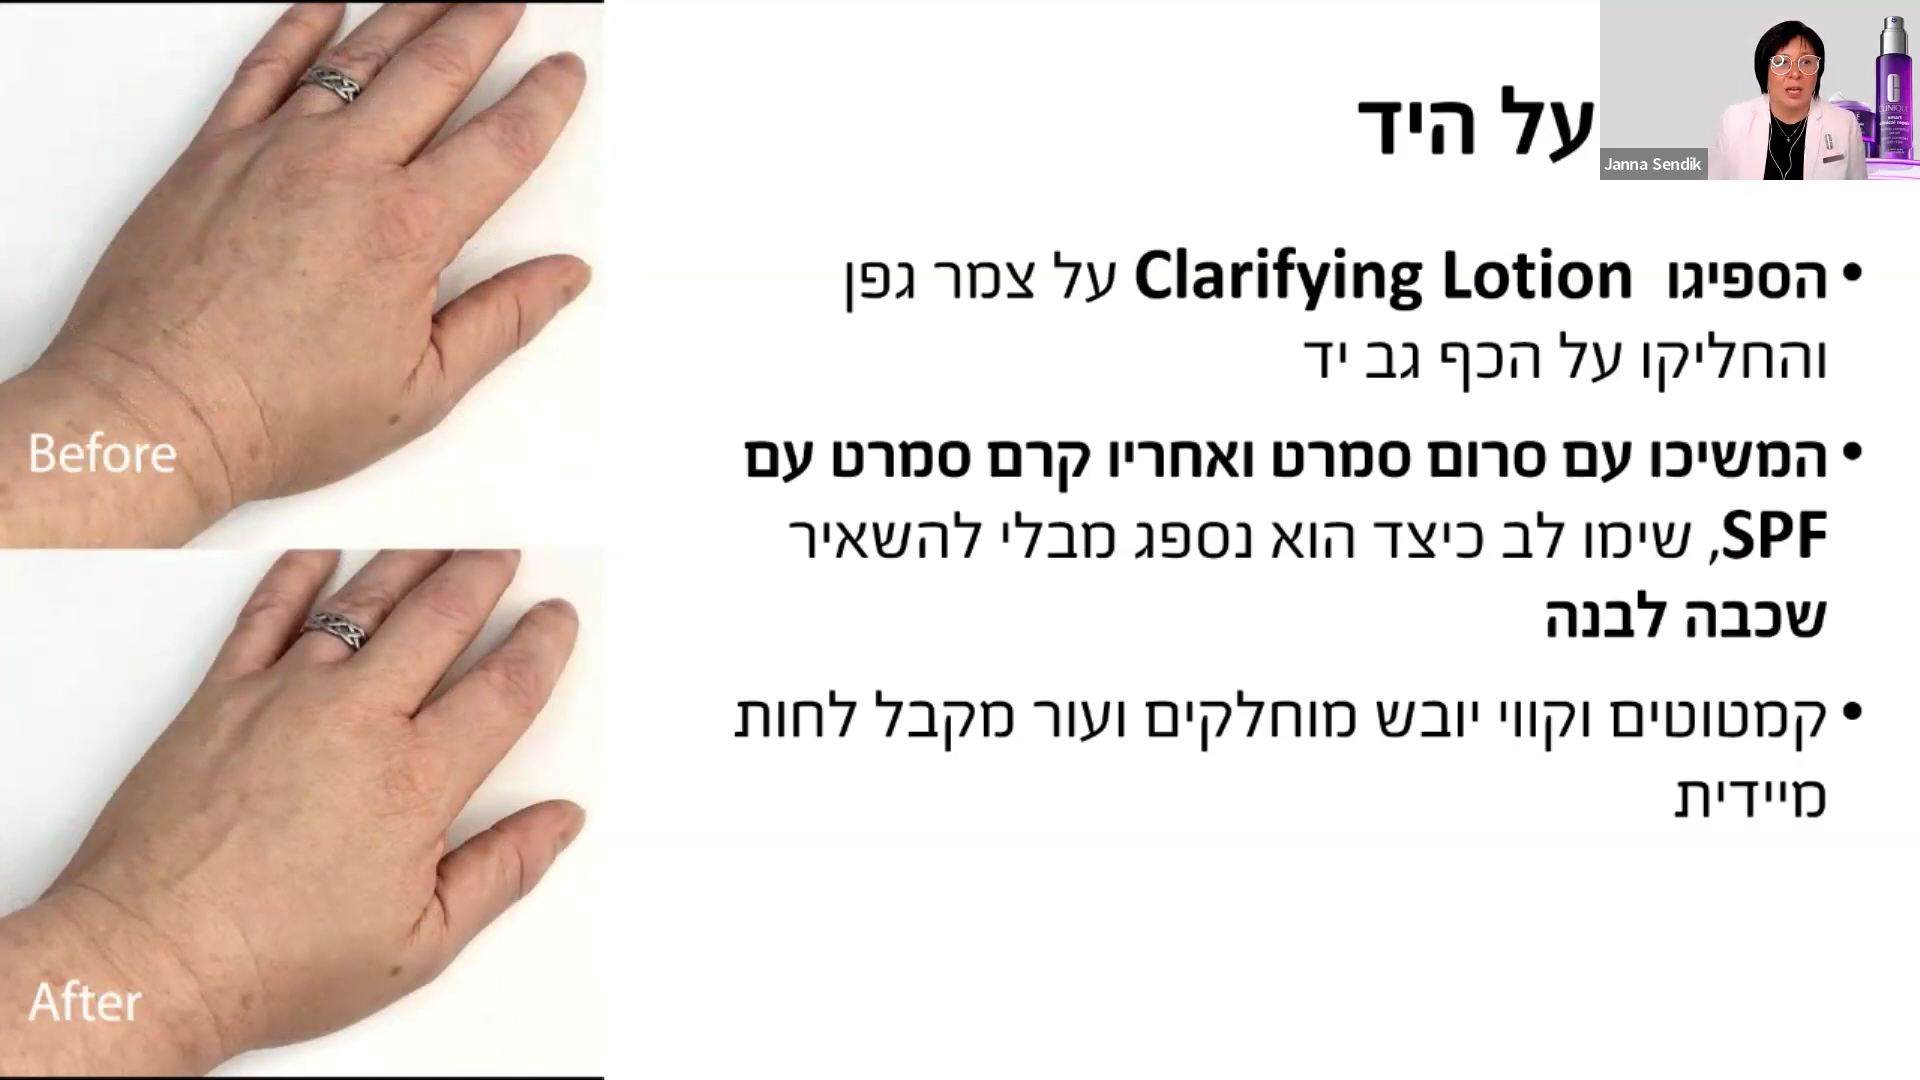 על היד
• הספיגו Clarifying Lotion על צמר גפן
והחליקו על הכף גב יד
• המשיכו עם סרום סמרט ואחריו קרם סמרט עם
SPF, שימו לב כיצד הוא נספג מבלי להשאיר
שכבה לבנה
• קמטוטים וקווי יובש מוחלקים ועור מקבל לחות
מיידית
Before
After
Janna Sendik
CLINIQUE